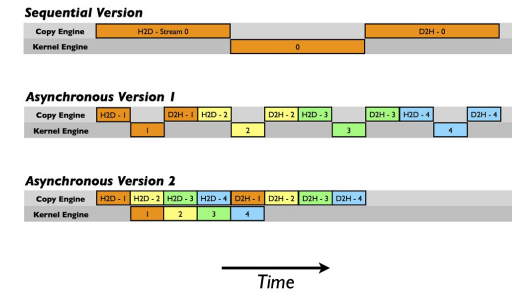 Sequential Version
Copy Engine H2D - Stream 0 D2H - 0
Kernel Engine 0
Asynchronous Version 1
Copy Engine H2D - 1 D2H - 1 H2D - 2 D2H - 2 H2D - 3 D2H - 3 H2D - 4 D2H - 4
Kernel Engine 1 2 3 4
Asynchronous Version 2
Copy Engine H2D - 1 H2D - 2 H2D - 3 H2D - 4 D2H - 1 D2H - 2 D2H - 3 D2H - 4
Kernel Engine 1 2 3 4
Time